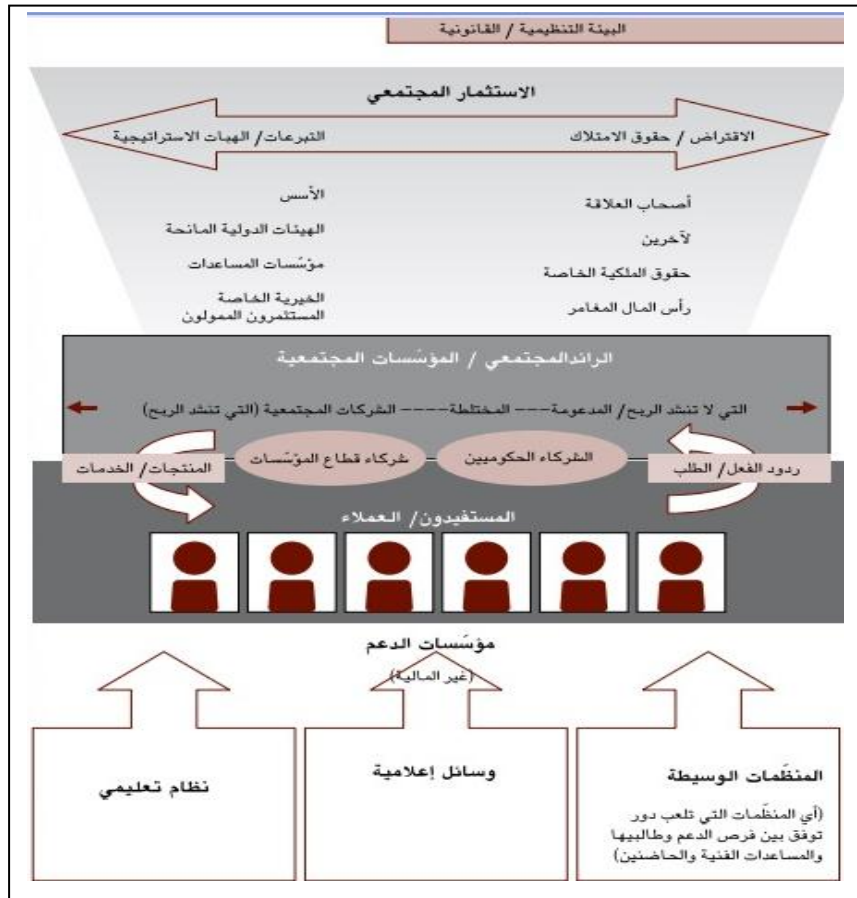 البيئة التنظيمية / القانونية
الاستثمار المجتمعي
الاقتراض / حقوق الامتلاك
التبرعات/ الهبات الاستراتيجية
أصحاب العلاقة
لآخرين
حقوق الملكية الخاصة
رأس المال المغامر
الأسس
الهيئات الدولية المانحة
مؤسّسات المساعدات
الخيرية الخاصة
المستثمرون الممولون
الرائدالمجتمعي / المؤسّسات المجتمعية
التي لا تنشد الربح/ المدعومة --- المختلطة ---- الشركات المجتمعية (التي تنشد الربح)
ردود الفعل/ الطلب
الشركاء الحكوميين
شركاء قطاع المؤسّسات
المنتجات/ الخدمات
المستفيدون/ العملاء
مؤسّسات الدعم
(غير المالية)
المنظّمات الوسيطة
(أي المنظّمات التي تلعب دور
توفق بين فرص الدعم وطالبيها
والمساعدات الفنية والحاضنين)
وسائل إعلامية
نظام تعليمي